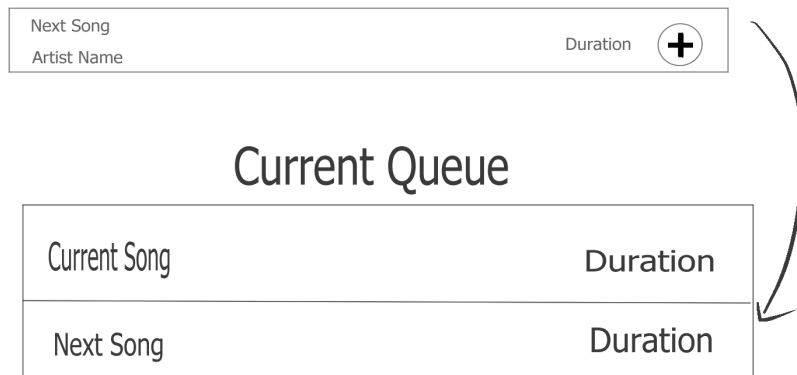 Next Song
Artist Name
Duration
Current Queue
Current Song
Duration
Next Song
Duration